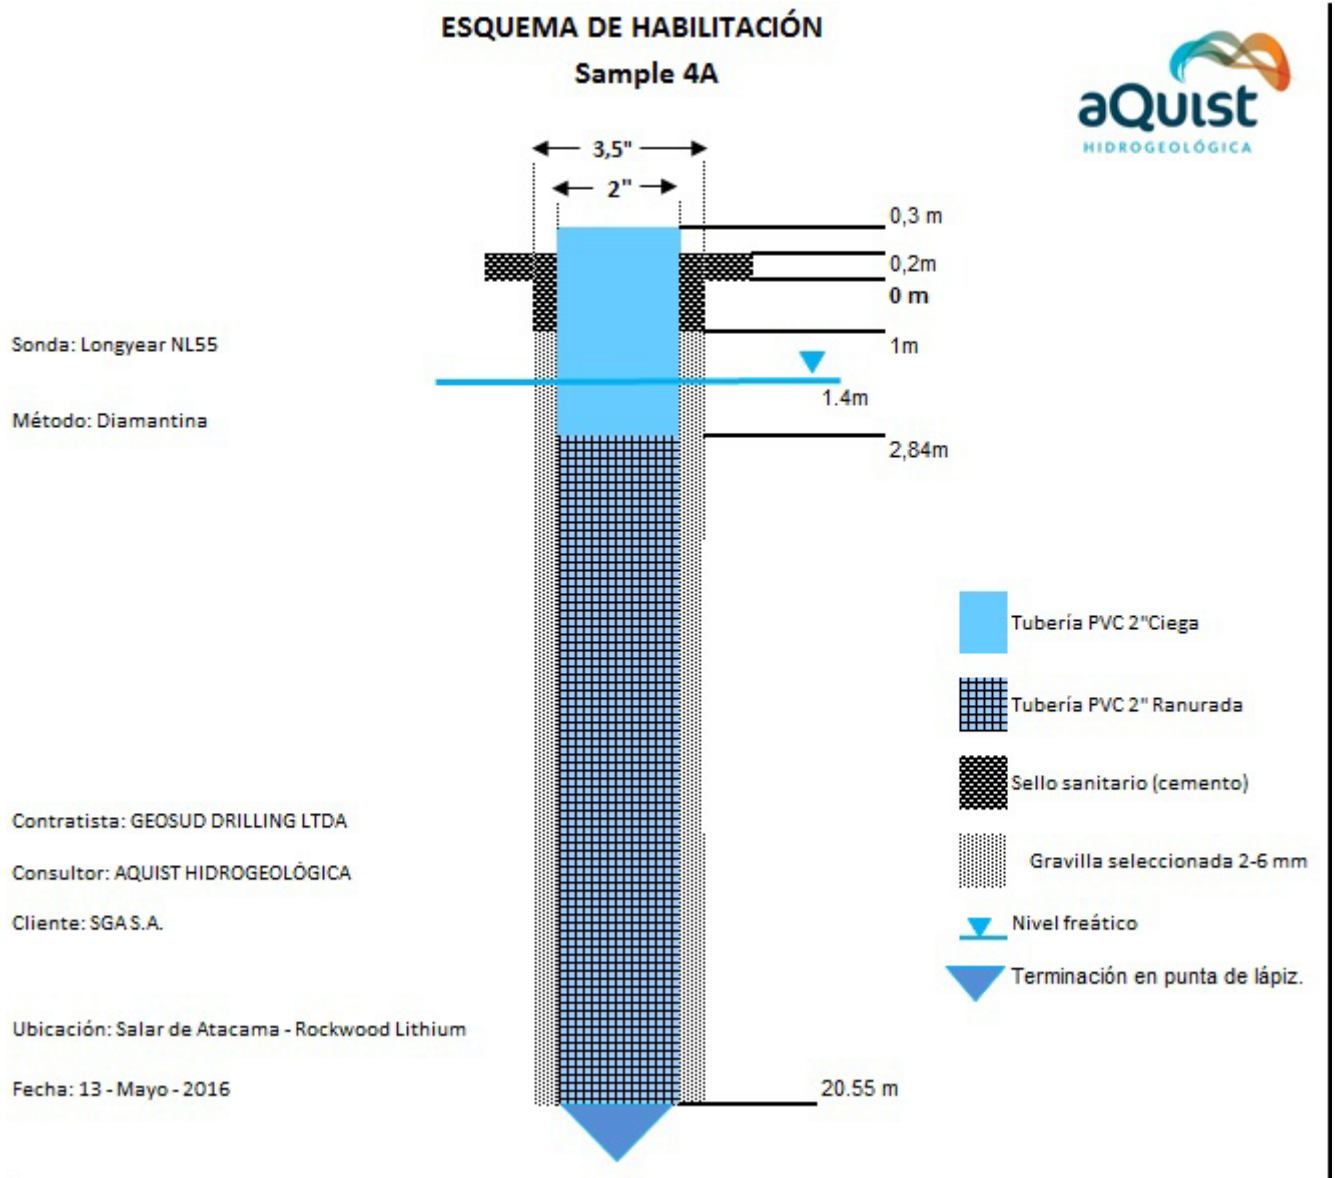 ESQUEMA DE HABILITACIÓN
Sample 4A
aQuist
HIDROGEOLÓGICA
3,5"
2"
0,3 m
0,2m
0 m
1m
1.4m
2,84m
20.55 m
Sonda: Longyear NL55
Método: Diamantina
Contratista: GEOSUD DRILLING LTDA
Consultor: AQUIST HIDROGEOLÓGICA
Cliente: SGA S.A.
Ubicación: Salar de Atacama - Rockwood Lithium
Fecha: 13 - Mayo - 2016
Tubería PVC 2"Ciega
Tubería PVC 2" Ranurada
Sello sanitario (cemento)
Gravilla seleccionada 2-6 mm
Nivel freático
Terminación en punta de lápiz.